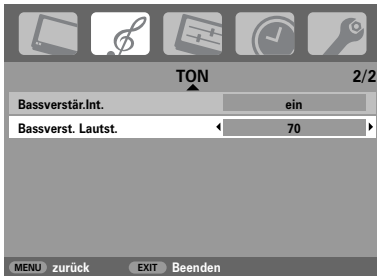 TON 2/2
Bassverstär.Int. ein
Bassverst. Lautst. 70
MENU zurück EXIT Beenden